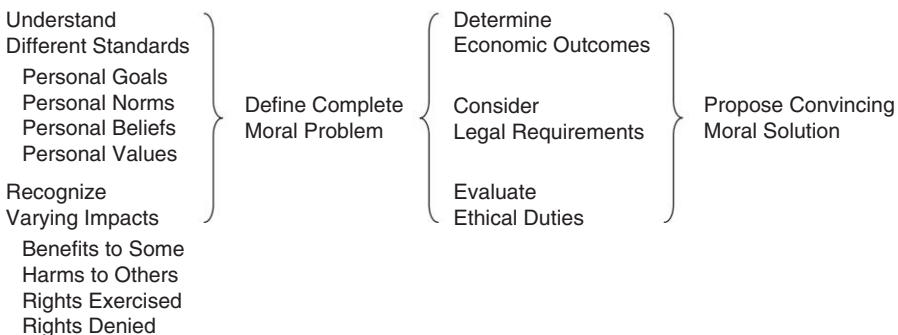 Understand
Different Standards
Personal Goals
Personal Norms
Personal Beliefs
Personal Values
Recognize
Varying Impacts
Benefits to Some
Harms to Others
Rights Exercised
Rights Denied
Define Complete
Moral Problem
Determine
Economic Outcomes
Consider
Legal Requirements
Evaluate
Ethical Duties
Propose Convincing
Moral Solution